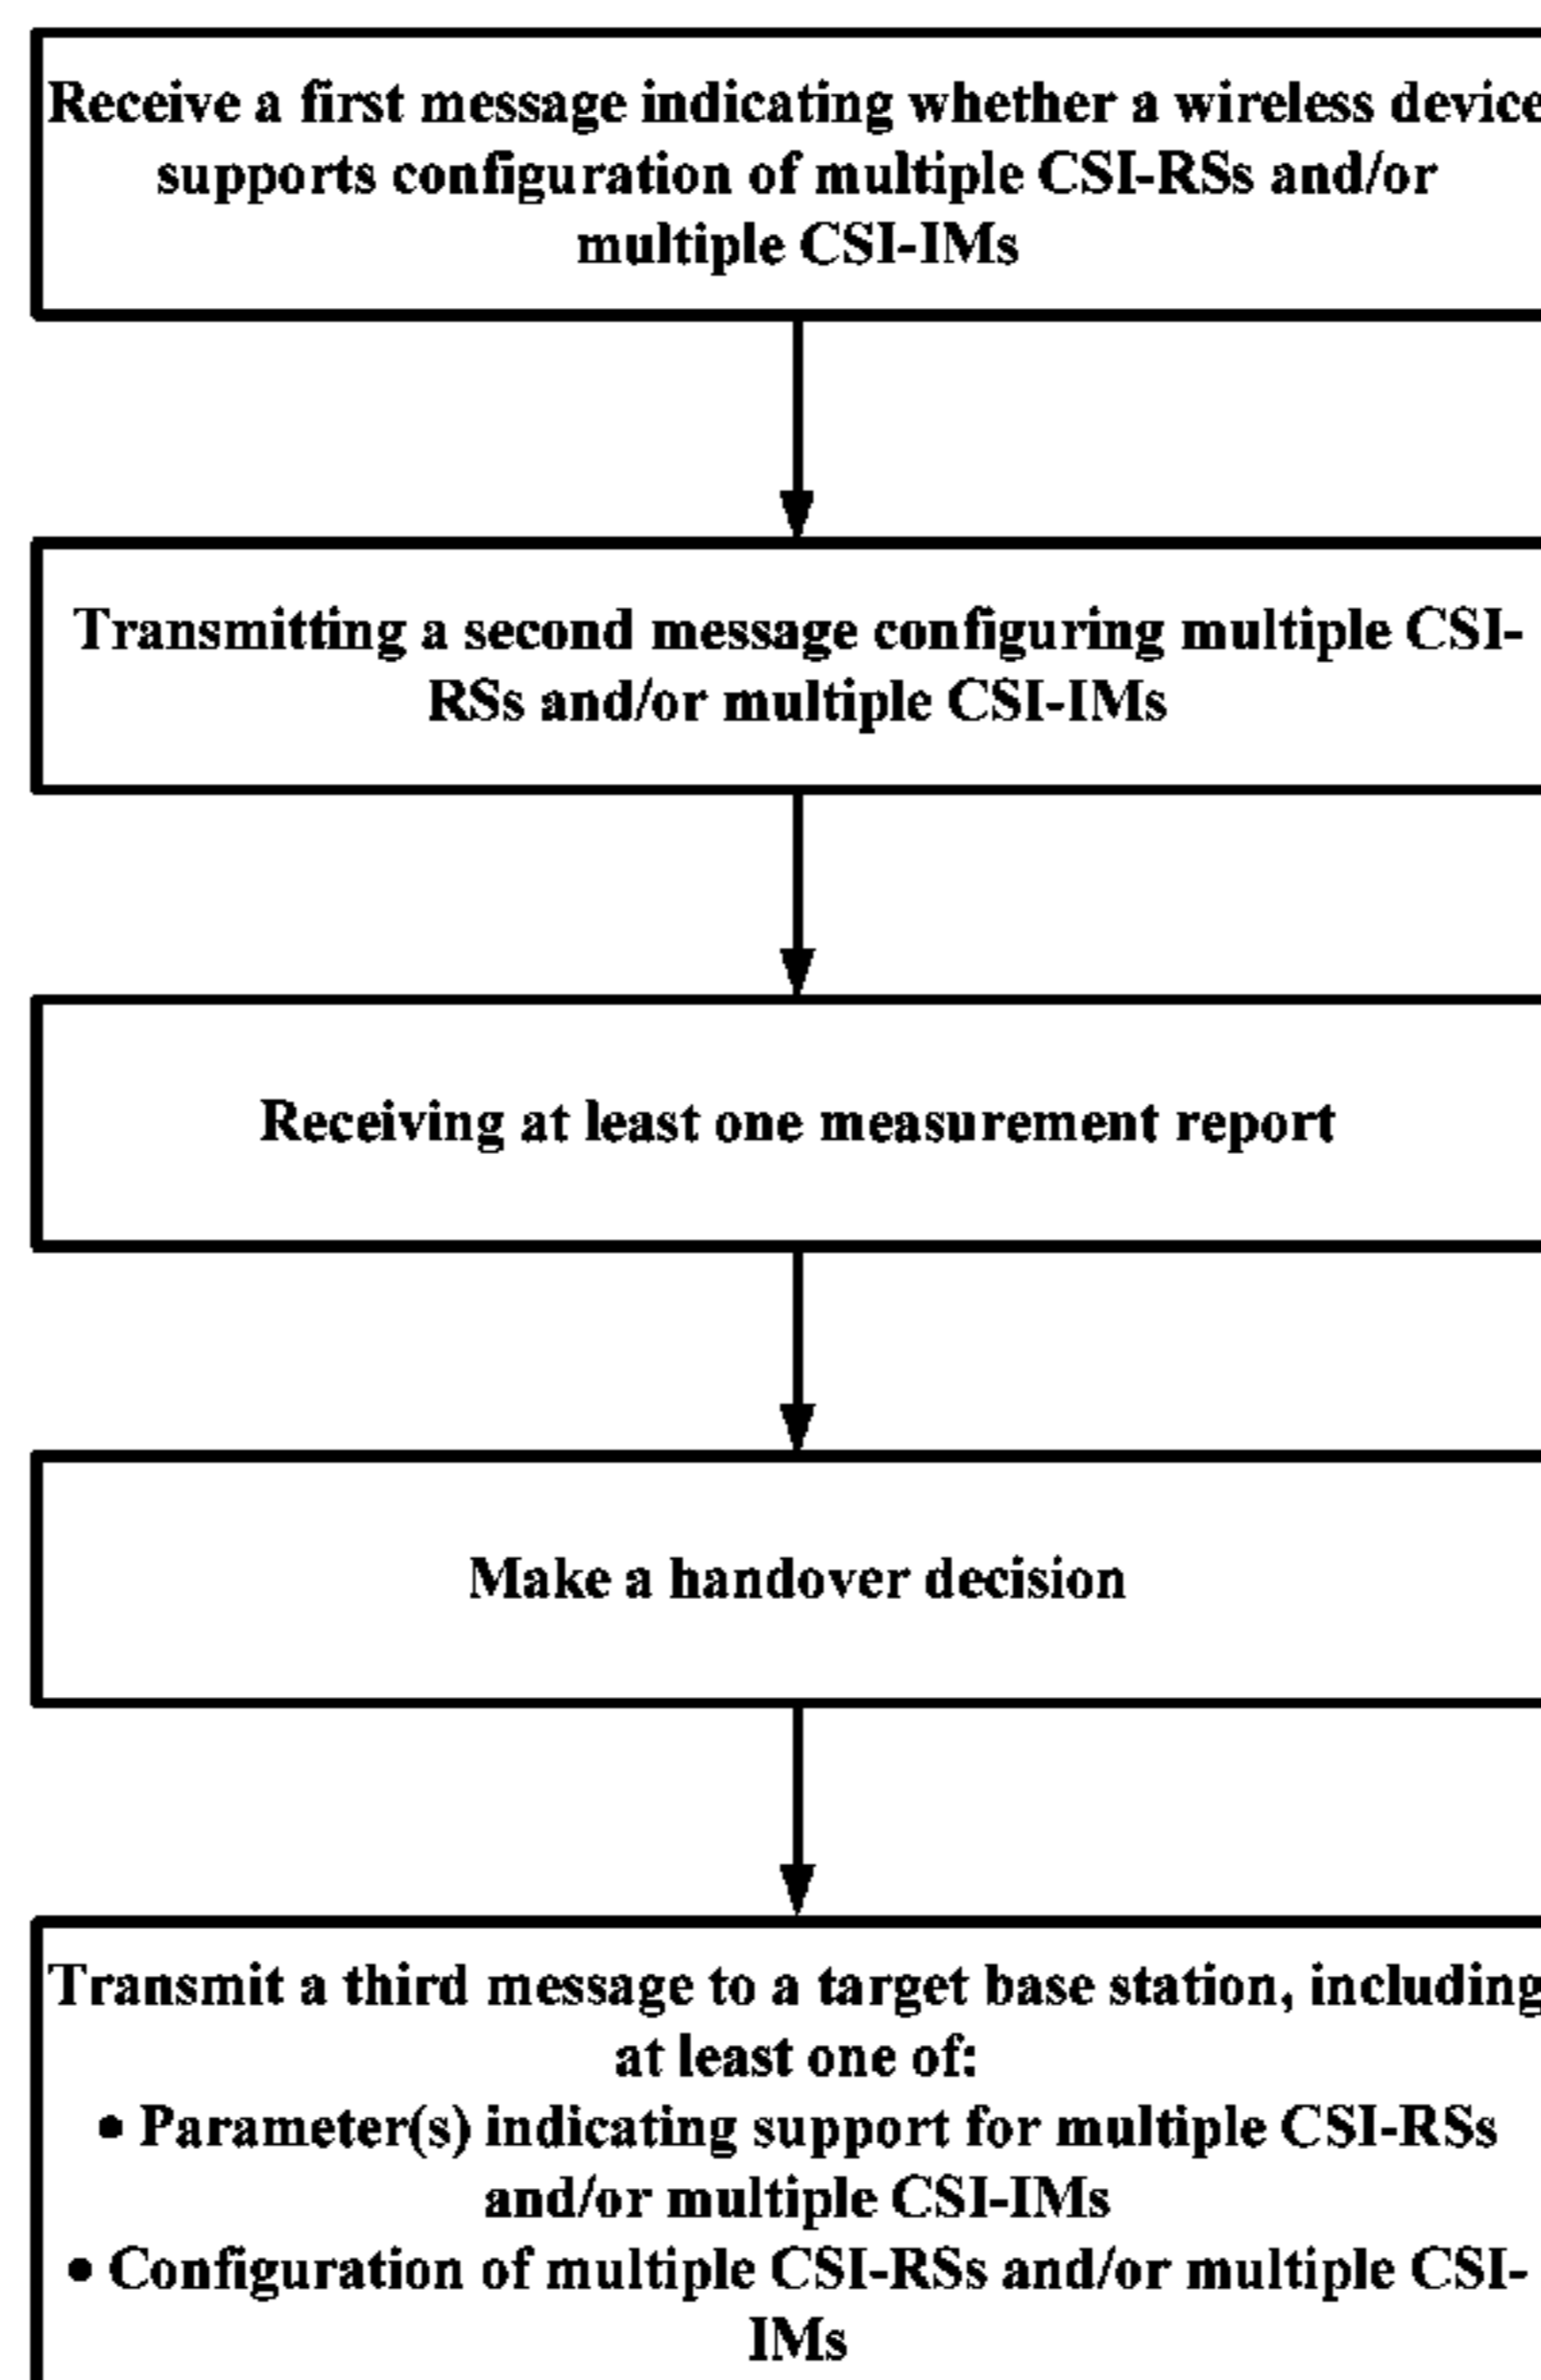 Receive a first message indicating whether a wireless device
supports configuration of multiple CSI-RSs and/or
multiple CSI-IMs
Transmitting a second message configuring multiple CSI-
RSs and/or multiple CSI-IMs
Receiving at least one measurement report
Make a handover decision
Transmit a third message to a target base station, including
at least one of:
• Parameter(s) indicating support for multiple CSI-RSs
and/or multiple CSI-IMs
• Configuration of multiple CSI-RSs and/or multiple CSI-
IMs